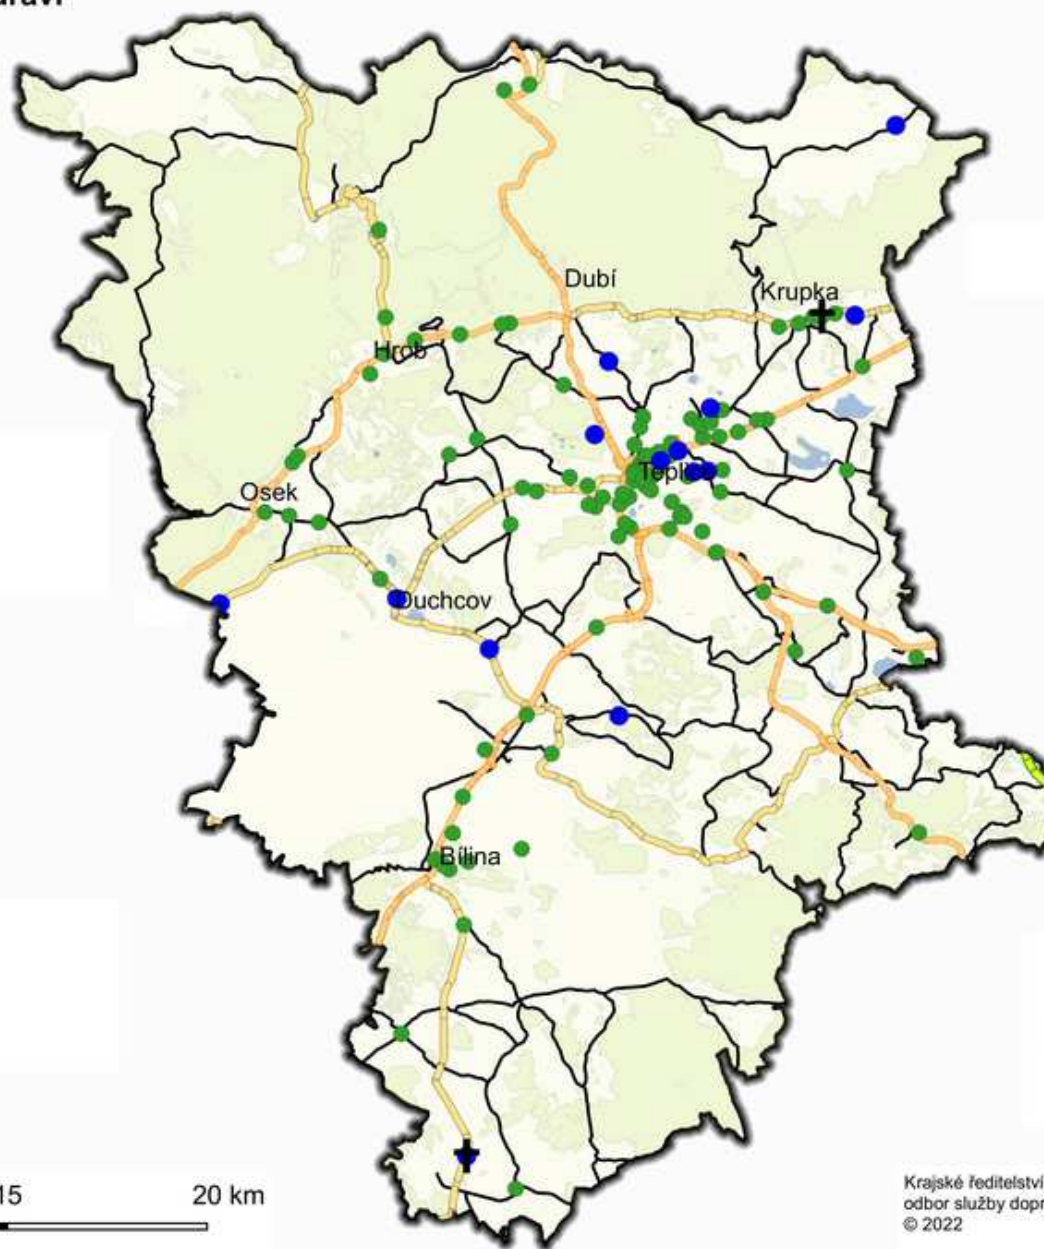 Dubí
Krupka
Hrob
Teplice
Osek
Duchcov
Bílina
15 20 km
Krajské ředitelství
odbor služby dopr
© 2022